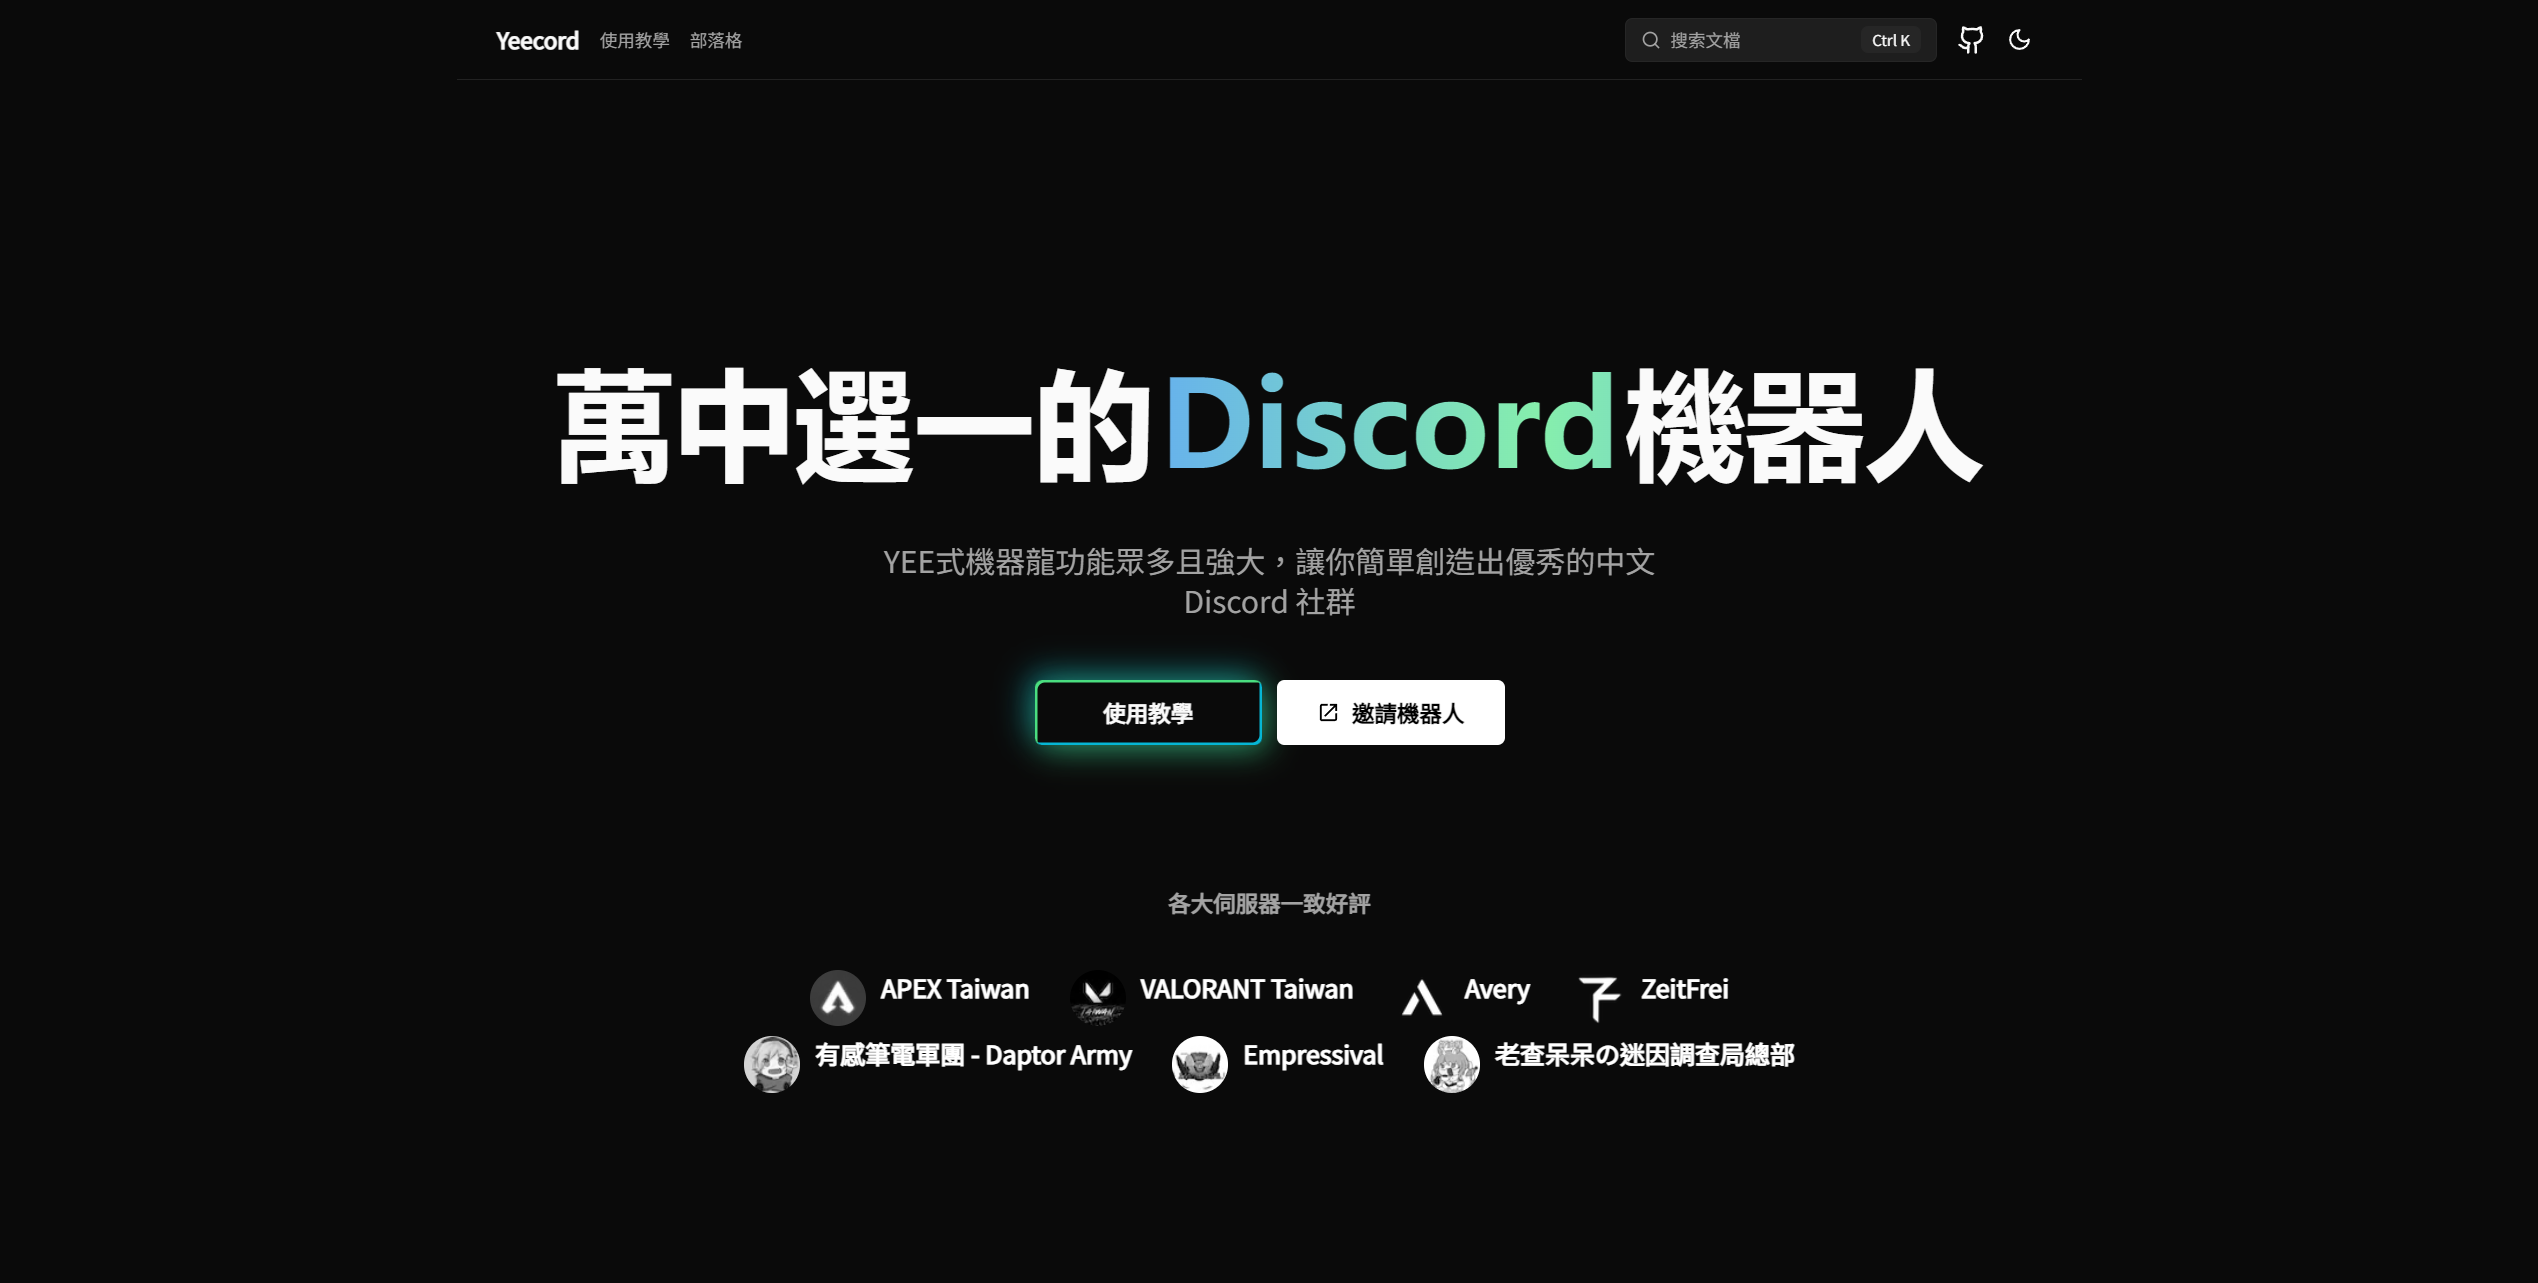 Yeecord
使用教學
部落格
搜索文檔
Ctrl K
萬中選一的Discord機器人
YEE式機器龍功能眾多且強大，讓你簡單創造出優秀的中文
Discord 社群
使用教學
邀請機器人
各大伺服器一致好評
APEX Taiwan
VALORANT Taiwan
Avery
ZeitFrei
有感筆電軍團 - Daptor Army
Empressival
老查呆呆の迷因調查局總部